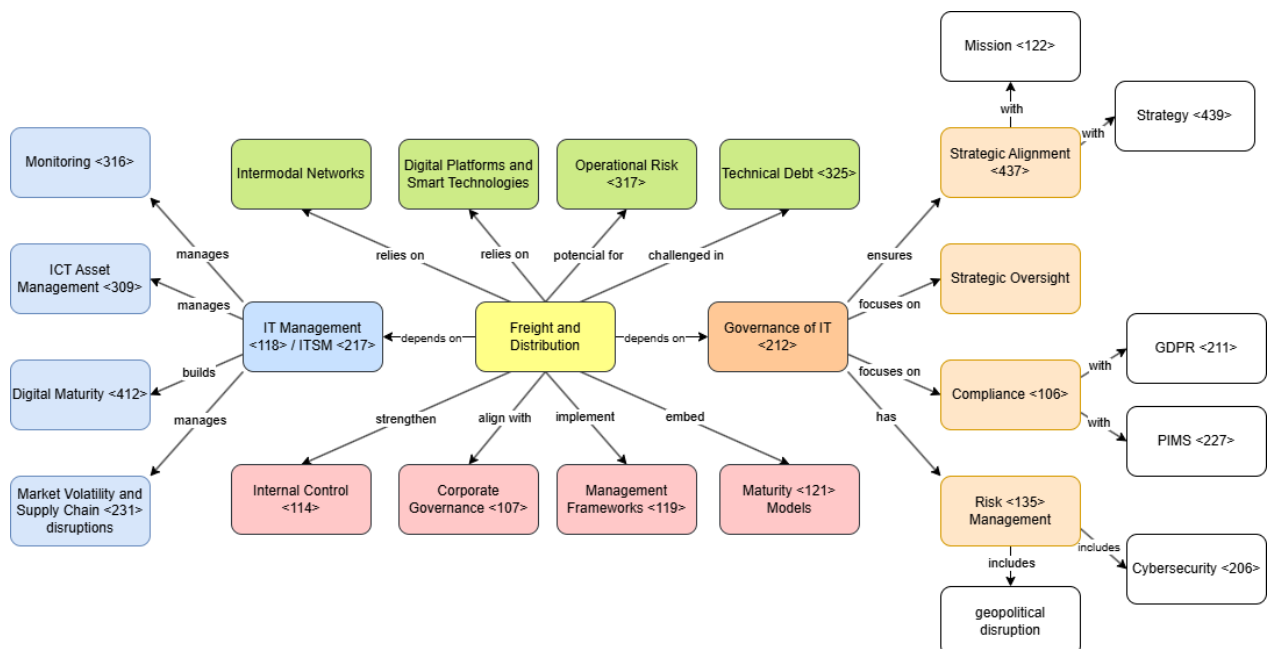 Mission <122>
with
Strategy <439>
with
Monitoring <316>
Intermodal Networks
Digital Platforms and
Smart Technologies
Operational Risk
<317>
Technical Debt <325>
Strategic Alignment
<437>
manages
relies on
relies on
potencial for
challenged in
ensures
ICT Asset
Management <309>
manages
Strategic Oversight
focuses on
IT Management
<118> / ITSM <217>
depends on
Freight and
Distribution
depends on
Governance of IT
<212>
GDPR <211>
with
builds
focuses on
Digital Maturity <412>
Compliance <106>
manages
strengthen
align with
implement
embed
has
with
PIMS <227>
Market Volatility and
Supply Chain <231>
disruptions
Internal Control
<114>
Corporate
Governance <107>
Management
Frameworks <119>
Maturity <121>
Models
Risk <135>
Management
includes
Cybersecurity <206>
includes
geopolitical
disruption